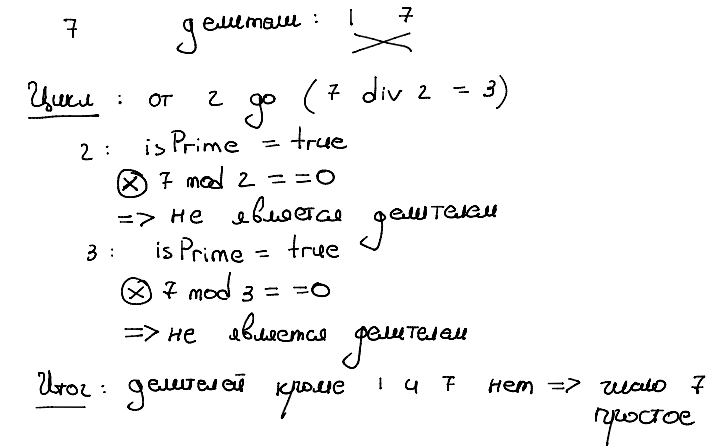 7 делители: 1 7
Цикл: от 2 до (7 div 2 = 3)
2: isPrime = true
ⓧ 7 mod 2 = =0
=> не является делителем
3: isPrime = true
ⓧ 7 mod 3 = =0
=> не является делителем
Итог: делителей кроме 1 и 7 нет => число 7
простое